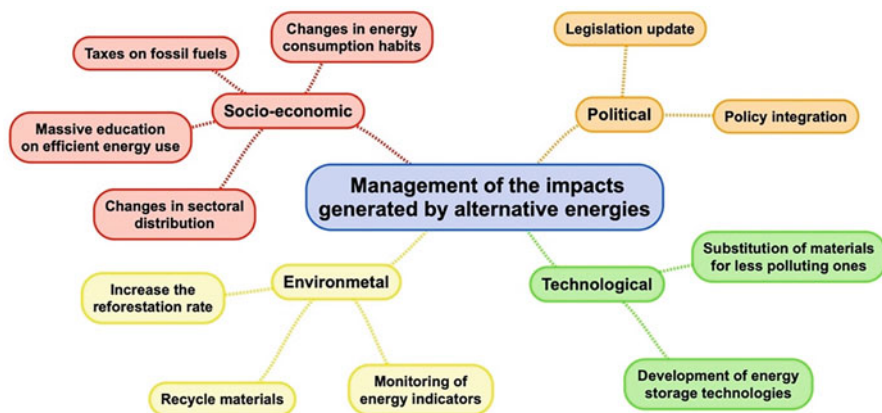 Changes in energy
consumption habits
Taxes on fossil fuels
Socio-economic
Massive education
on efficient energy use
Changes in sectoral
distribution
Legislation update
Political
Policy integration
Management of the impacts
generated by alternative energies
Environmetal
Increase the
reforestation rate
Recycle materials
Monitoring of
energy indicators
Technological
Substitution of materials
for less polluting ones
Development of energy
storage technologies